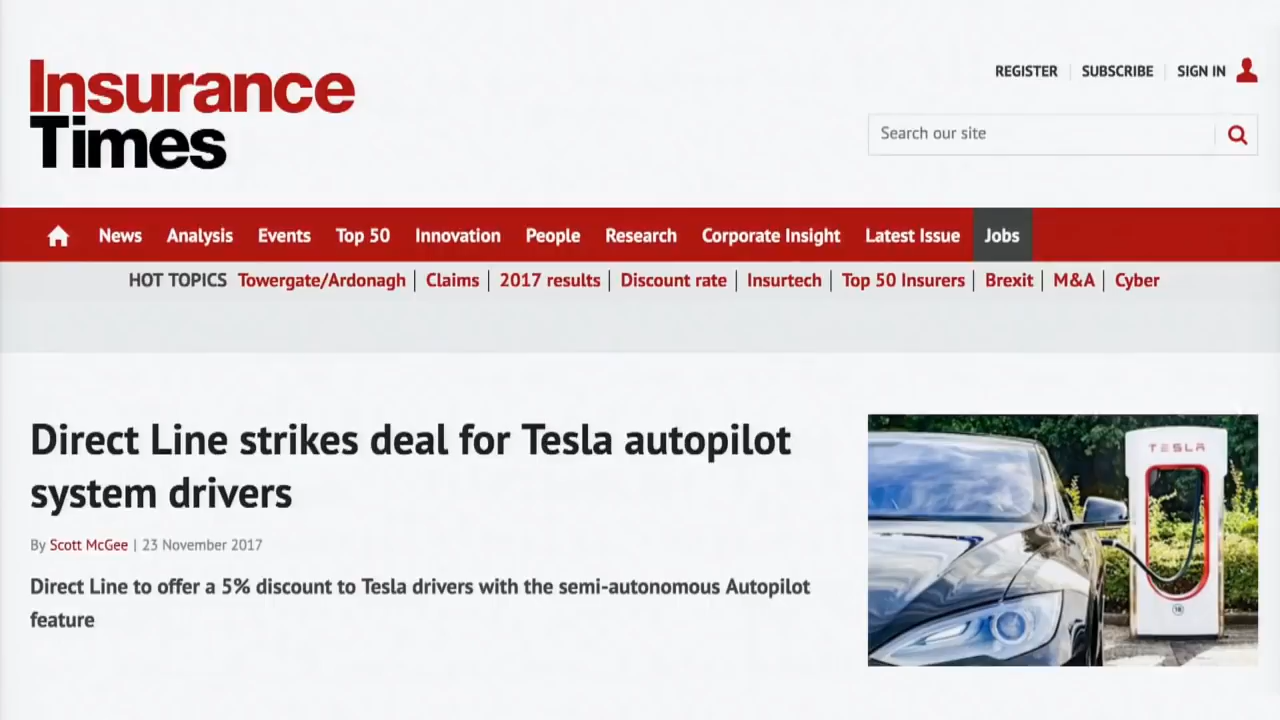 Insurance
Times
REGISTER SUBSCRIBE SIGN IN
Search our site
News Analysis Events Top 50 Innovation People Research Corporate Insight Latest Issue Jobs
HOT TOPICS Towergate/Ardonagh | Claims | 2017 results | Discount rate | Insurtech | Top 50 Insurers | Brexit | M&A | Cyber
Direct Line strikes deal for Tesla autopilot
system drivers
By Scott McGee | 23 November 2017
Direct Line to offer a 5% discount to Tesla drivers with the semi-autonomous Autopilot
feature
TESLA